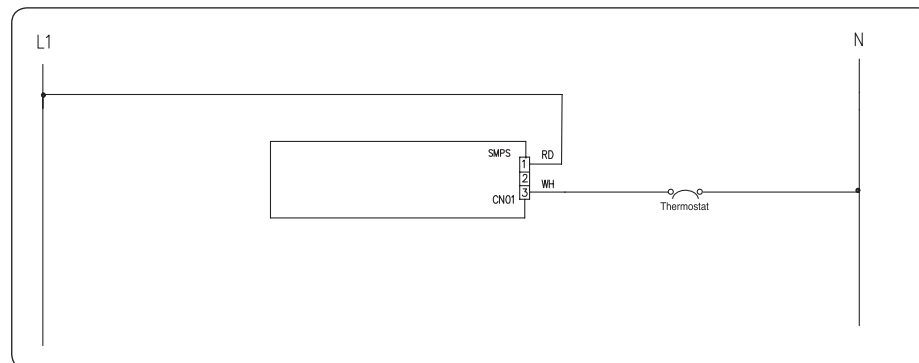 L1
N
SMPS
1
RD
2
3
WH
CN01
Thermostat